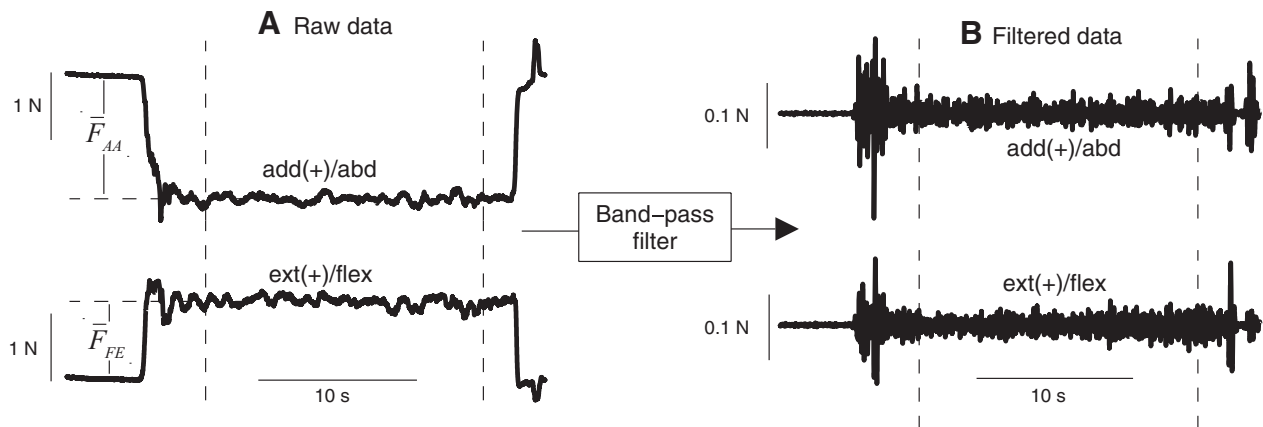 A Raw data
1 N
F̄AA
add(+)/abd
ext(+)/flex
1 N
F̄FE
10 s
Band–pass
filter
B Filtered data
0.1 N
add(+)/abd
ext(+)/flex
0.1 N
10 s